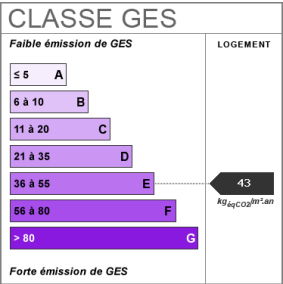 CLASSE GES
Faible émission de GES
LOGEMENT
≤ 5 A
6 à 10 B
11 à 20 C
21 à 35 D
36 à 55 E
43
kgéqCO2/m².an
56 à 80 F
> 80 G
Forte émission de GES